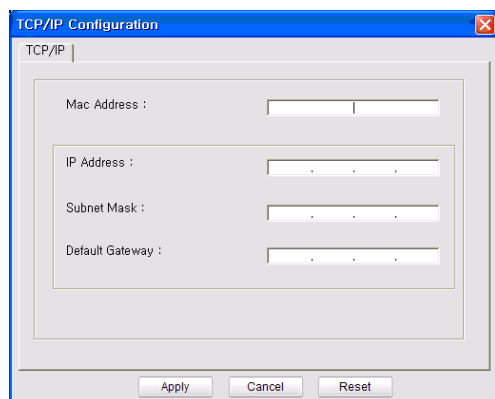 TCP/IP Configuration
TCP/IP
Mac Address :
IP Address :
. . .
Subnet Mask :
. . .
Default Gateway :
. . .
Apply Cancel Reset